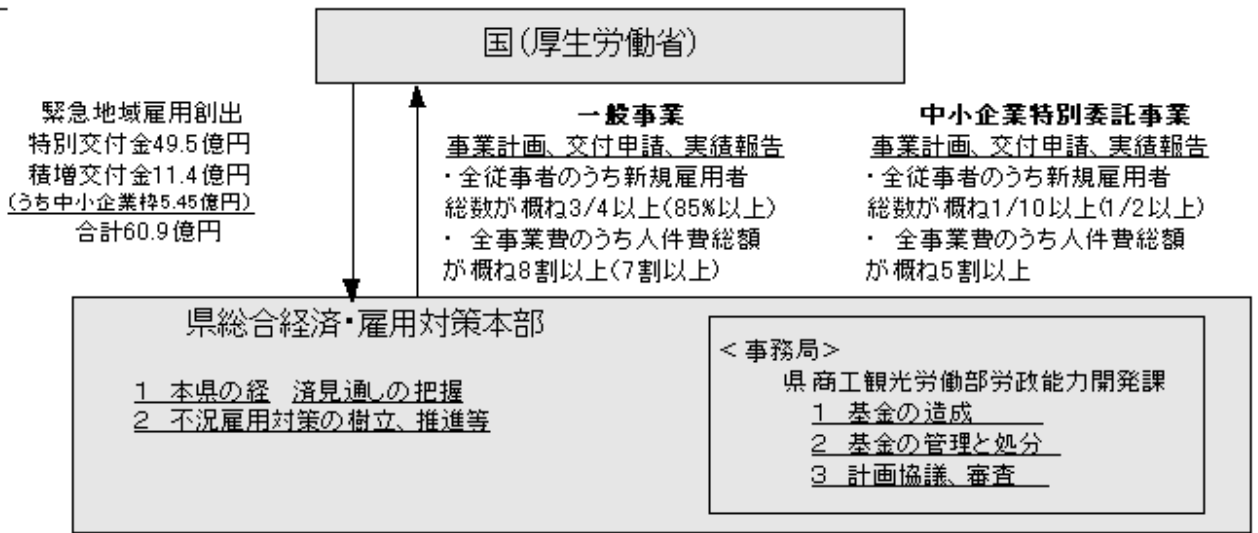 国(厚生労働省)
緊急地域雇用創出
特別交付金49.5億円
積増交付金11.4億円
(うち中小企業枠5.45億円)
合計60.9億円
一般事業
事業計画、交付申請、実績報告
・全従事者のうち新規雇用者
総数が概ね3/4以上(85%以上)
・ 全事業費のうち人件費総額
が概ね8割以上(7割以上)
中小企業特別委託事業
事業計画、交付申請、実績報告
・全従事者のうち新規雇用者
総数が概ね1/10以上(1/2以上)
・ 全事業費のうち人件費総額
が概ね5割以上
県総合経済・雇用対策本部
1 本県の経 済見通しの把握
2 不況雇用対策の樹立、推進等
<事務局>
県商工観光労働部労政能力開発課
1 基金の造成
2 基金の管理と処分
3 計画協議、審査